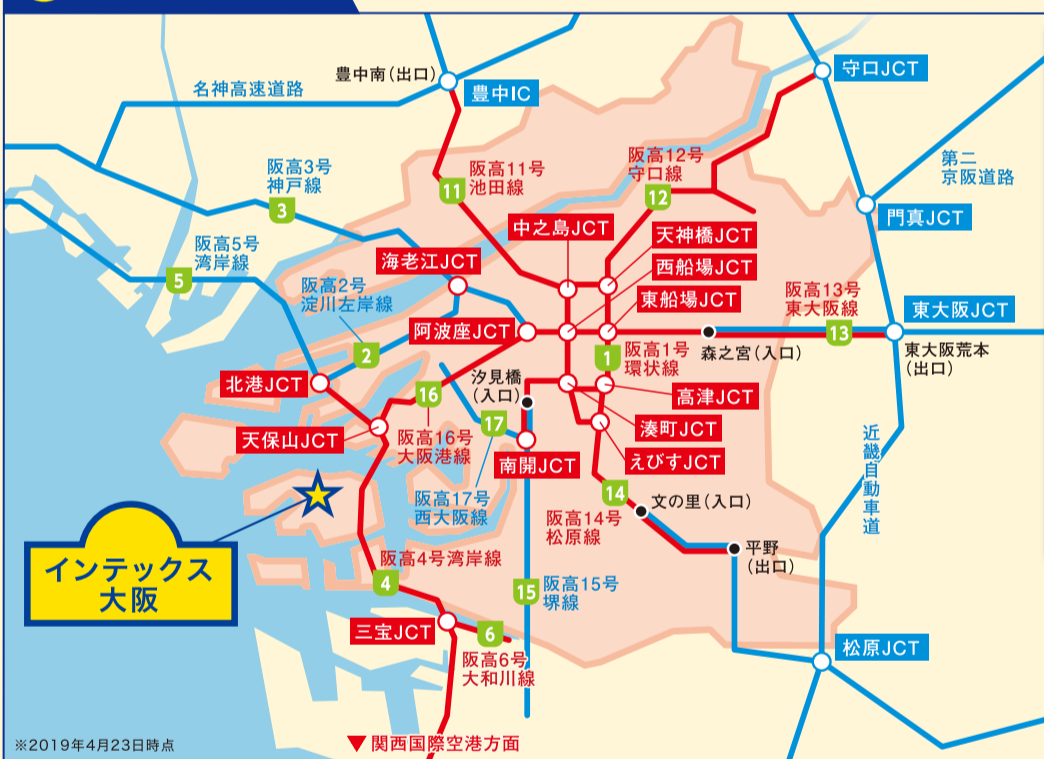 豊中南(出口)
守口JCT
名神高速道路
豊中IC
阪高3号
神戸線
3
阪高11号
池田線
11
阪高12号
守口線
12
第二
京阪道路
門真JCT
中之島JCT
天神橋JCT
阪高5号
湾岸線
5
海老江JCT
西船場JCT
阪高2号
淀川左岸線
2
阿波座JCT
東船場JCT
阪高13号
東大阪線
13
東大阪JCT
東大阪荒本
(出口)
森之宮(入口)
1
阪高1号
環状線
北港JCT
汐見橋
(入口)
16
高津JCT
天保山JCT
阪高16号
大阪港線
17
湊町JCT
南開JCT
えびすJCT
近畿自動車道
阪高17号
西大阪線
14
文の里(入口)
阪高14号
松原線
平野
(出口)
インテックス
大阪
阪高4号湾岸線
4
15
阪高15号
堺線
三宝JCT
6
阪高6号
大和川線
松原JCT
※2019年4月23日時点
▼関西国際空港方面